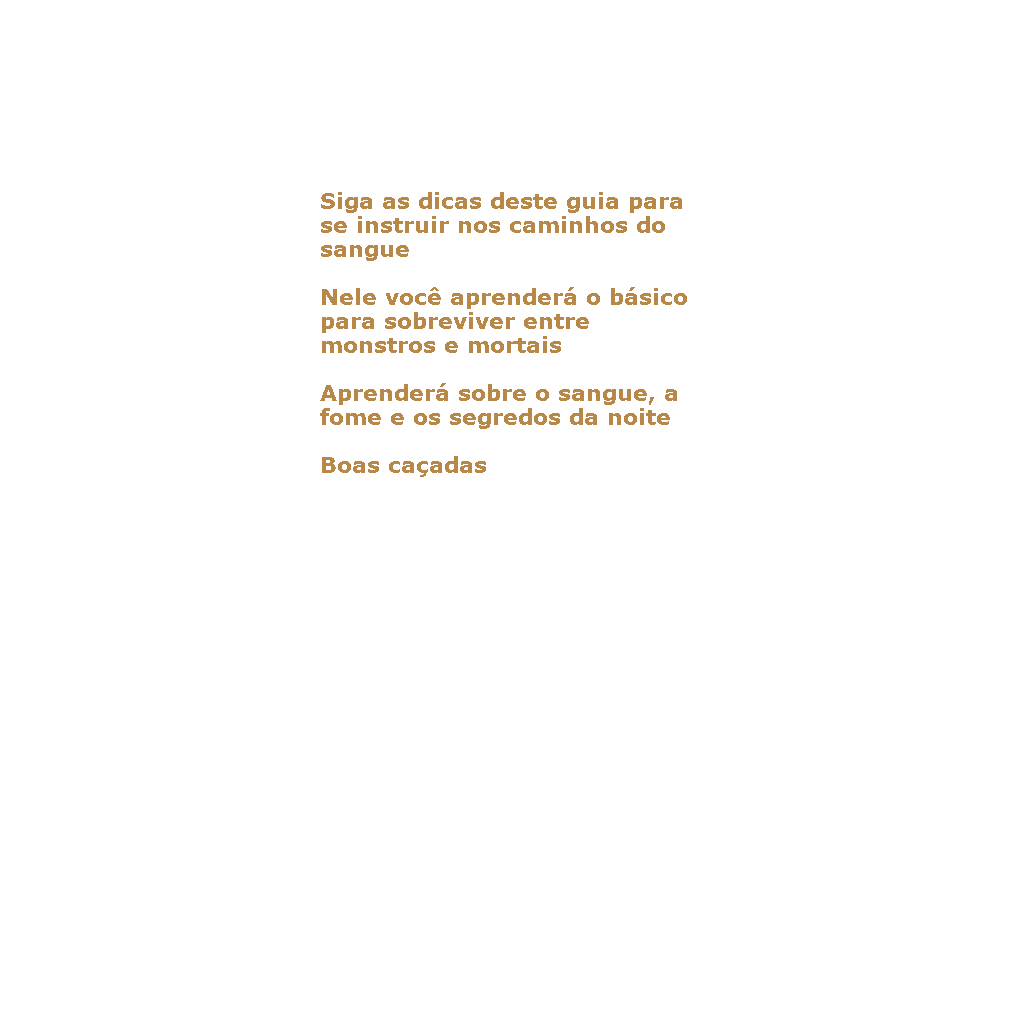 Siga as dicas deste guia para
se instruir nos caminhos do
sangue
Nele você aprenderá o básico
para sobreviver entre
monstros e mortais
Aprenderá sobre o sangue, a
fome e os segredos da noite
Boas caçadas